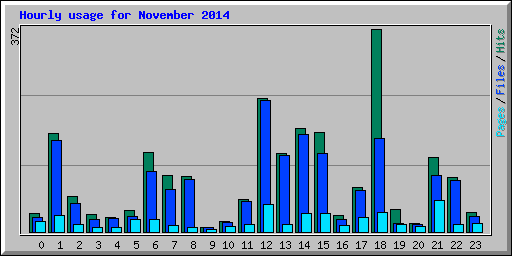 Hourly usage for November 2014
372
Pages/Files/Hits
0 1 2 3 4 5 6 7 8 9 10 11 12 13 14 15 16 17 18 19 20 21 22 23